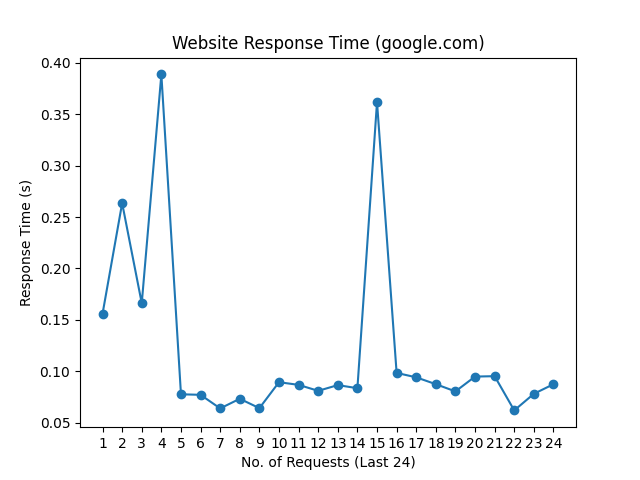 Website Response Time (google.com)
0.40
0.35
0.30
0.25
0.20
0.15
0.10
0.05
Response Time (s)
1 2 3 4 5 6 7 8 9 10 11 12 13 14 15 16 17 18 19 20 21 22 23 24
No. of Requests (Last 24)